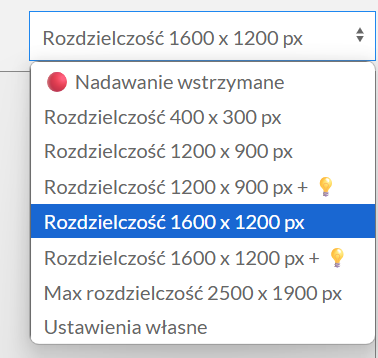 Rozdzielczość 1600 x 1200 px
Nadawanie wstrzymane
Rozdzielczość 400 x 300 px
Rozdzielczość 1200 x 900 px
Rozdzielczość 1200 x 900 px + 💡
Rozdzielczość 1600 x 1200 px
Rozdzielczość 1600 x 1200 px + 💡
Max rozdzielczość 2500 x 1900 px
Ustawienia własne